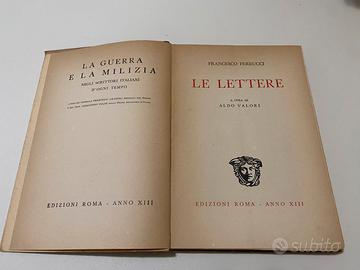 LA GUERRA
E LA MILIZIA
NEGLI SCRITTORI ITALIANI
D'OGNI TEMPO
EDIZIONI ROMA - ANNO XIII
FRANCESCO FERRUCCI
LE LETTERE
A CURA DI
ALDO VALORI
EDIZIONI ROMA - ANNO XIII
subito